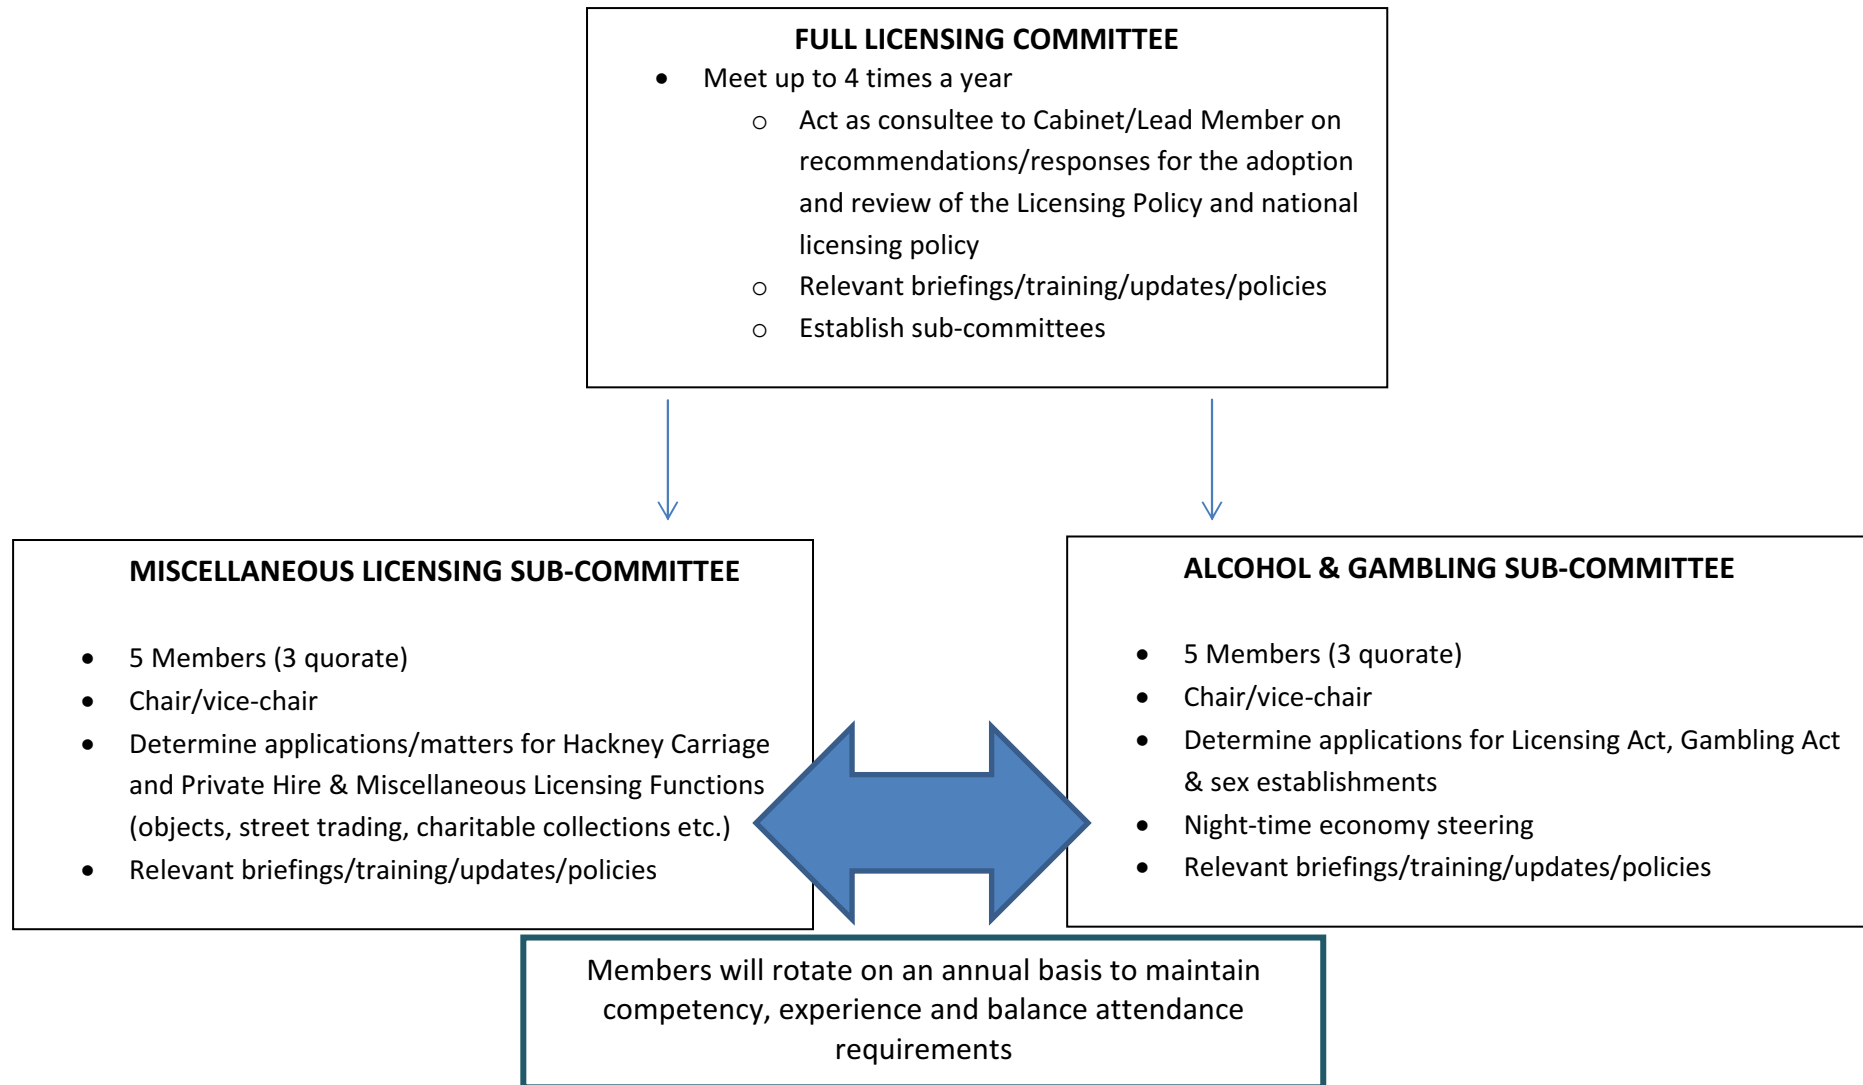 FULL LICENSING COMMITTEE
• Meet up to 4 times a year
o Act as consultee to Cabinet/Lead Member on
recommendations/responses for the adoption
and review of the Licensing Policy and national
licensing policy
o Relevant briefings/training/updates/policies
o Establish sub-committees
MISCELLANEOUS LICENSING SUB-COMMITTEE
• 5 Members (3 quorate)
• Chair/vice-chair
• Determine applications/matters for Hackney Carriage
and Private Hire & Miscellaneous Licensing Functions
(objects, street trading, charitable collections etc.)
• Relevant briefings/training/updates/policies
ALCOHOL & GAMBLING SUB-COMMITTEE
• 5 Members (3 quorate)
• Chair/vice-chair
• Determine applications for Licensing Act, Gambling Act
& sex establishments
• Night-time economy steering
• Relevant briefings/training/updates/policies
Members will rotate on an annual basis to maintain
competency, experience and balance attendance
requirements